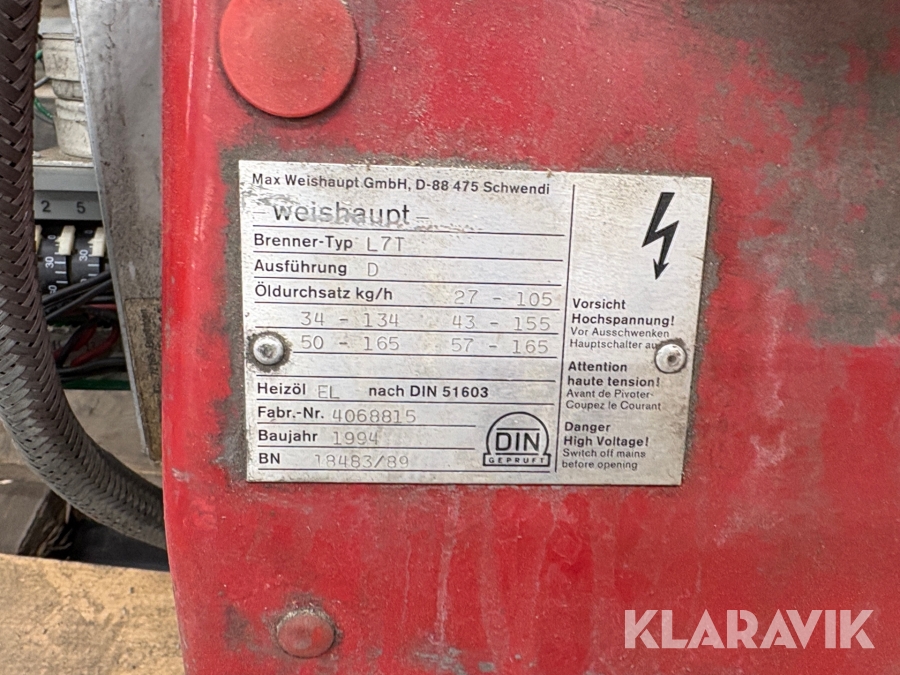 Max Weishaupt GmbH, D-88 475 Schwendi
–weishaupt–
Brenner-Typ L7T
Ausführung D
Öldurchsatz kg/h 27 - 105
34 - 134 43 - 155
50 - 165 57 - 165
Heizöl EL nach DIN 51603
Fabr.-Nr. 4068815
Baujahr 1994
BN 18483/89
DIN
GEPRÜFT
Vorsicht
Hochspannung!
Vor Ausschwenken
Hauptschalter
Attention
haute tension!
Avant de Pivoter-
Coupez le Courant
Danger
High Voltage!
Switch off mains
before opening
2 5
KLARAVIK